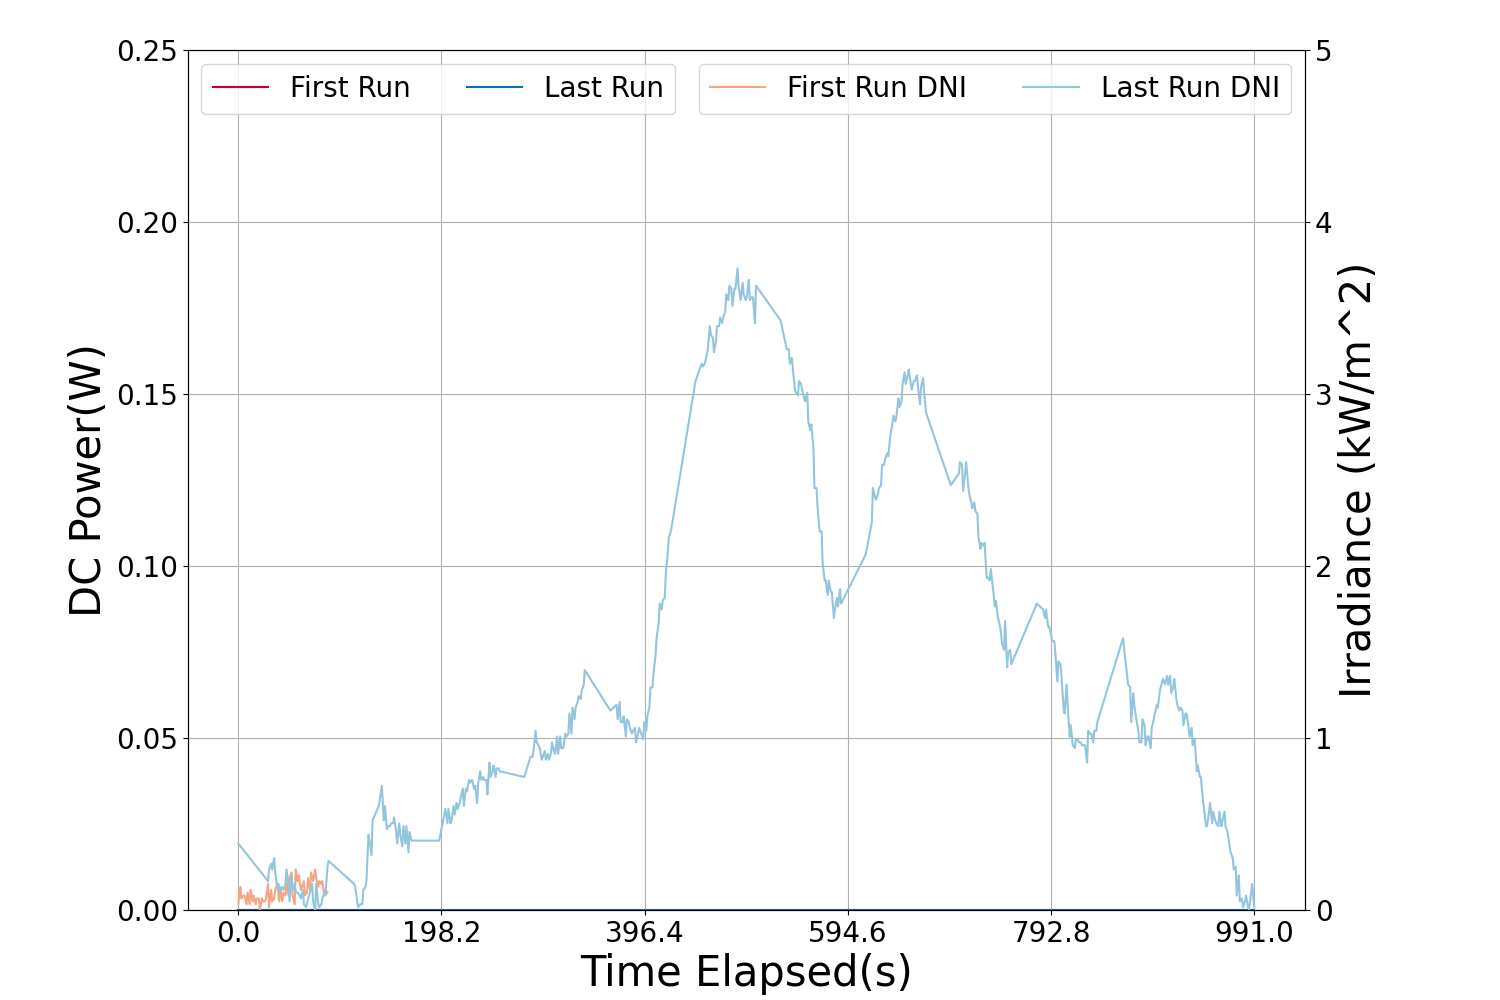 First Run
Last Run
First Run DNI
Last Run DNI
DC Power(W)
0.25
0.20
0.15
0.10
0.05
0.00
5
4
3
2
1
0
Irradiance (kW/m^2)
0.0 198.2 396.4 594.6 792.8 991.0
Time Elapsed(s)